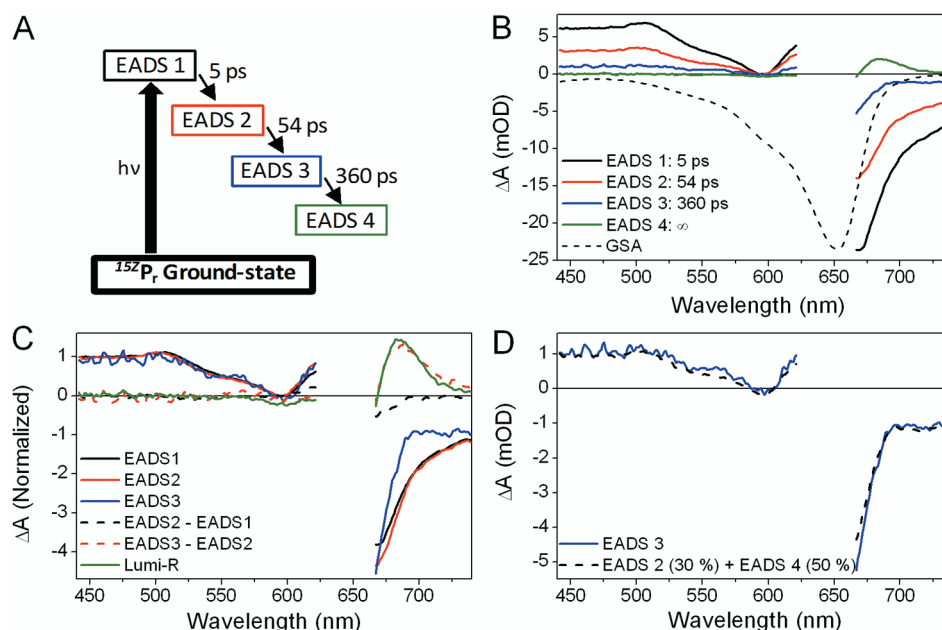 A
EADS 1
5 ps
EADS 2
54 ps
EADS 3
360 ps
EADS 4
hν
15ZPr Ground-state
B
5
0
-5
-10
-15
-20
-25
ΔA (mOD)
EADS 1: 5 ps
EADS 2: 54 ps
EADS 3: 360 ps
EADS 4: ∞
GSA
450 500 550 600 650 700
Wavelength (nm)
C
1
0
-1
-2
-3
-4
ΔA (Normalized)
EADS1
EADS2
EADS3
EADS2 - EADS1
EADS3 - EADS2
Lumi-R
450 500 550 600 650 700
Wavelength (nm)
D
1
0
-1
-2
-3
-4
-5
ΔA (mOD)
EADS 3
EADS 2 (30 %) + EADS 4 (50 %)
450 500 550 600 650 700
Wavelength (nm)